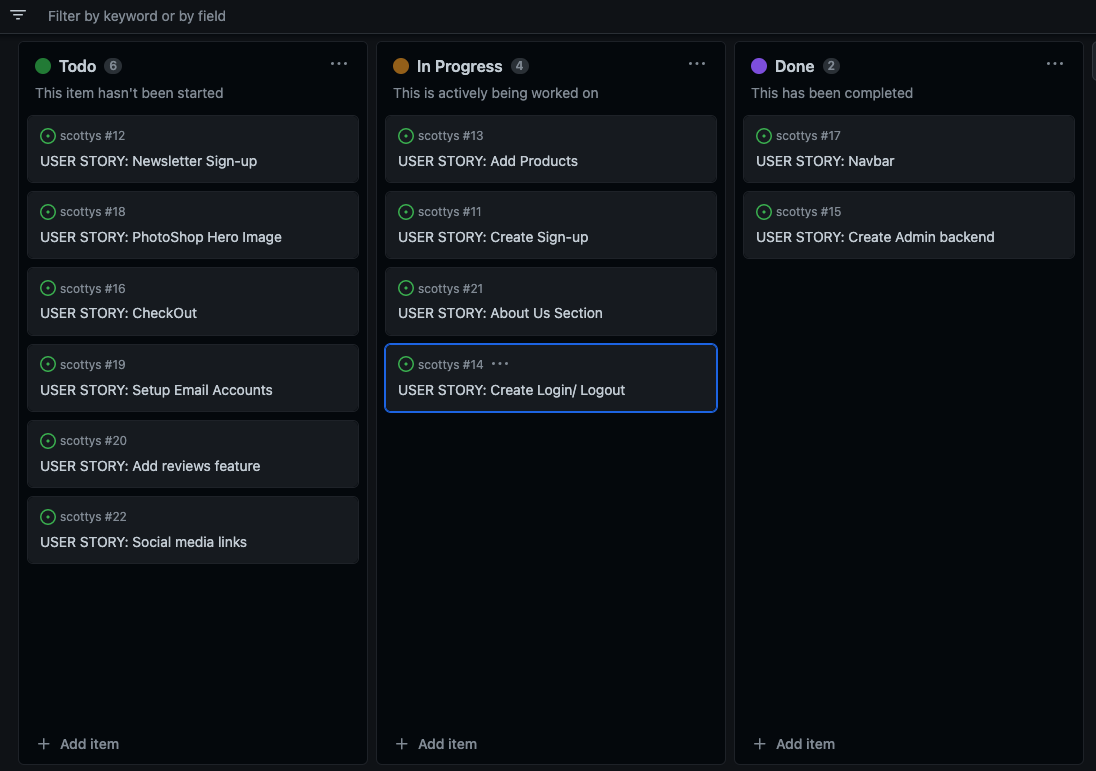 Filter by keyword or by field
Todo 6
This item hasn't been started
scottys #12
USER STORY: Newsletter Sign-up
scottys #18
USER STORY: PhotoShop Hero Image
scottys #16
USER STORY: CheckOut
scottys #19
USER STORY: Setup Email Accounts
scottys #20
USER STORY: Add reviews feature
scottys #22
USER STORY: Social media links
Add item
In Progress 4
This is actively being worked on
scottys #13
USER STORY: Add Products
scottys #11
USER STORY: Create Sign-up
scottys #21
USER STORY: About Us Section
scottys #14
USER STORY: Create Login/ Logout
Add item
Done 2
This has been completed
scottys #17
USER STORY: Navbar
scottys #15
USER STORY: Create Admin backend
Add item